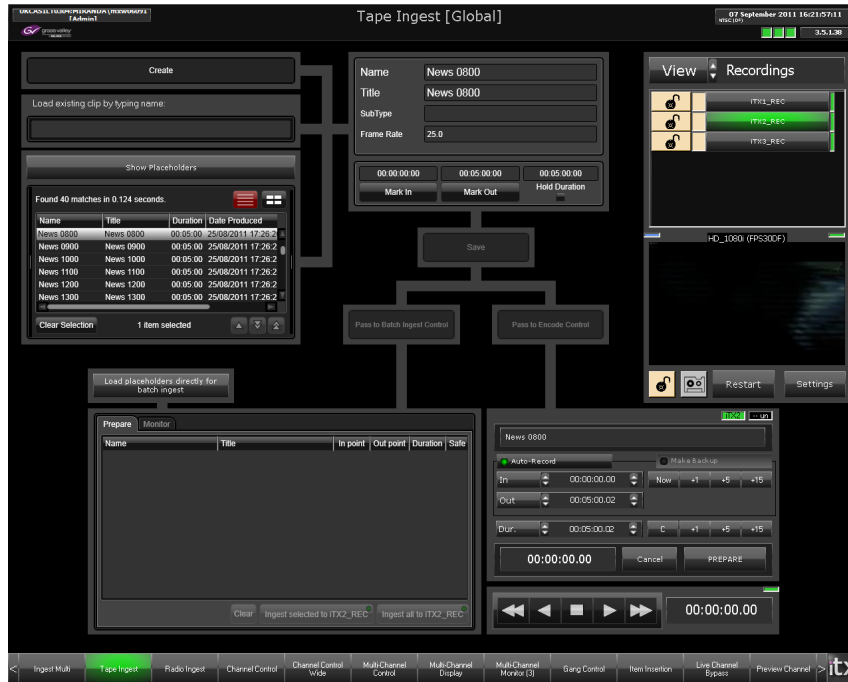 [Admin]
Tape Ingest [Global]
07 September 2011 16:21:57:11
NTSC (DF)
grass valley
3.5.1.38
Create
Load existing clip by typing name:
Show Placeholders
Found 40 matches in 0.124 seconds.
Name Title Duration Date Produced
News 0800 News 0800 00:05:00 25/08/2011 17:26:2
News 0900 News 0900 00:05:00 25/08/2011 17:26:2
News 1000 News 1000 00:05:00 25/08/2011 17:26:2
News 1100 News 1100 00:05:00 25/08/2011 17:26:2
News 1200 News 1200 00:05:00 25/08/2011 17:26:2
News 1300 News 1300 00:05:00 25/08/2011 17:26:2
Clear Selection 1 item selected
Name News 0800
Title News 0800
SubType
Frame Rate 25.0
00:00:00:00 00:05:00:00 00:05:00:00
Mark In Mark Out Hold Duration
Save
Pass to Batch Ingest Control Pass to Encode Control
View Recordings
iTX1_REC
iTX2_REC
iTX3_REC
HD_1080i (FPS30DF)
Restart Settings
Load placeholders directly for
batch ingest
Prepare Monitor
Name Title In point Out point Duration Safe
Clear Ingest selected to iTX2_REC Ingest all to iTX2_REC
iTX2
News 0800
Auto-Record Make Backup
In 00:00:00.00 Now +1 +5 +15
Out 00:05:00.02
Dur. 00:05:00.02 C +1 +5 +15
00:00:00.00 Cancel PREPARE
00:00:00.00
< Ingest Multi Tape Ingest Radio Ingest Channel Control Channel Control Wide Multi-Channel Control Multi-Channel Display Multi-Channel Monitor [3] Gang Control Item Insertion Live Channel Bypass Preview Channel > itx